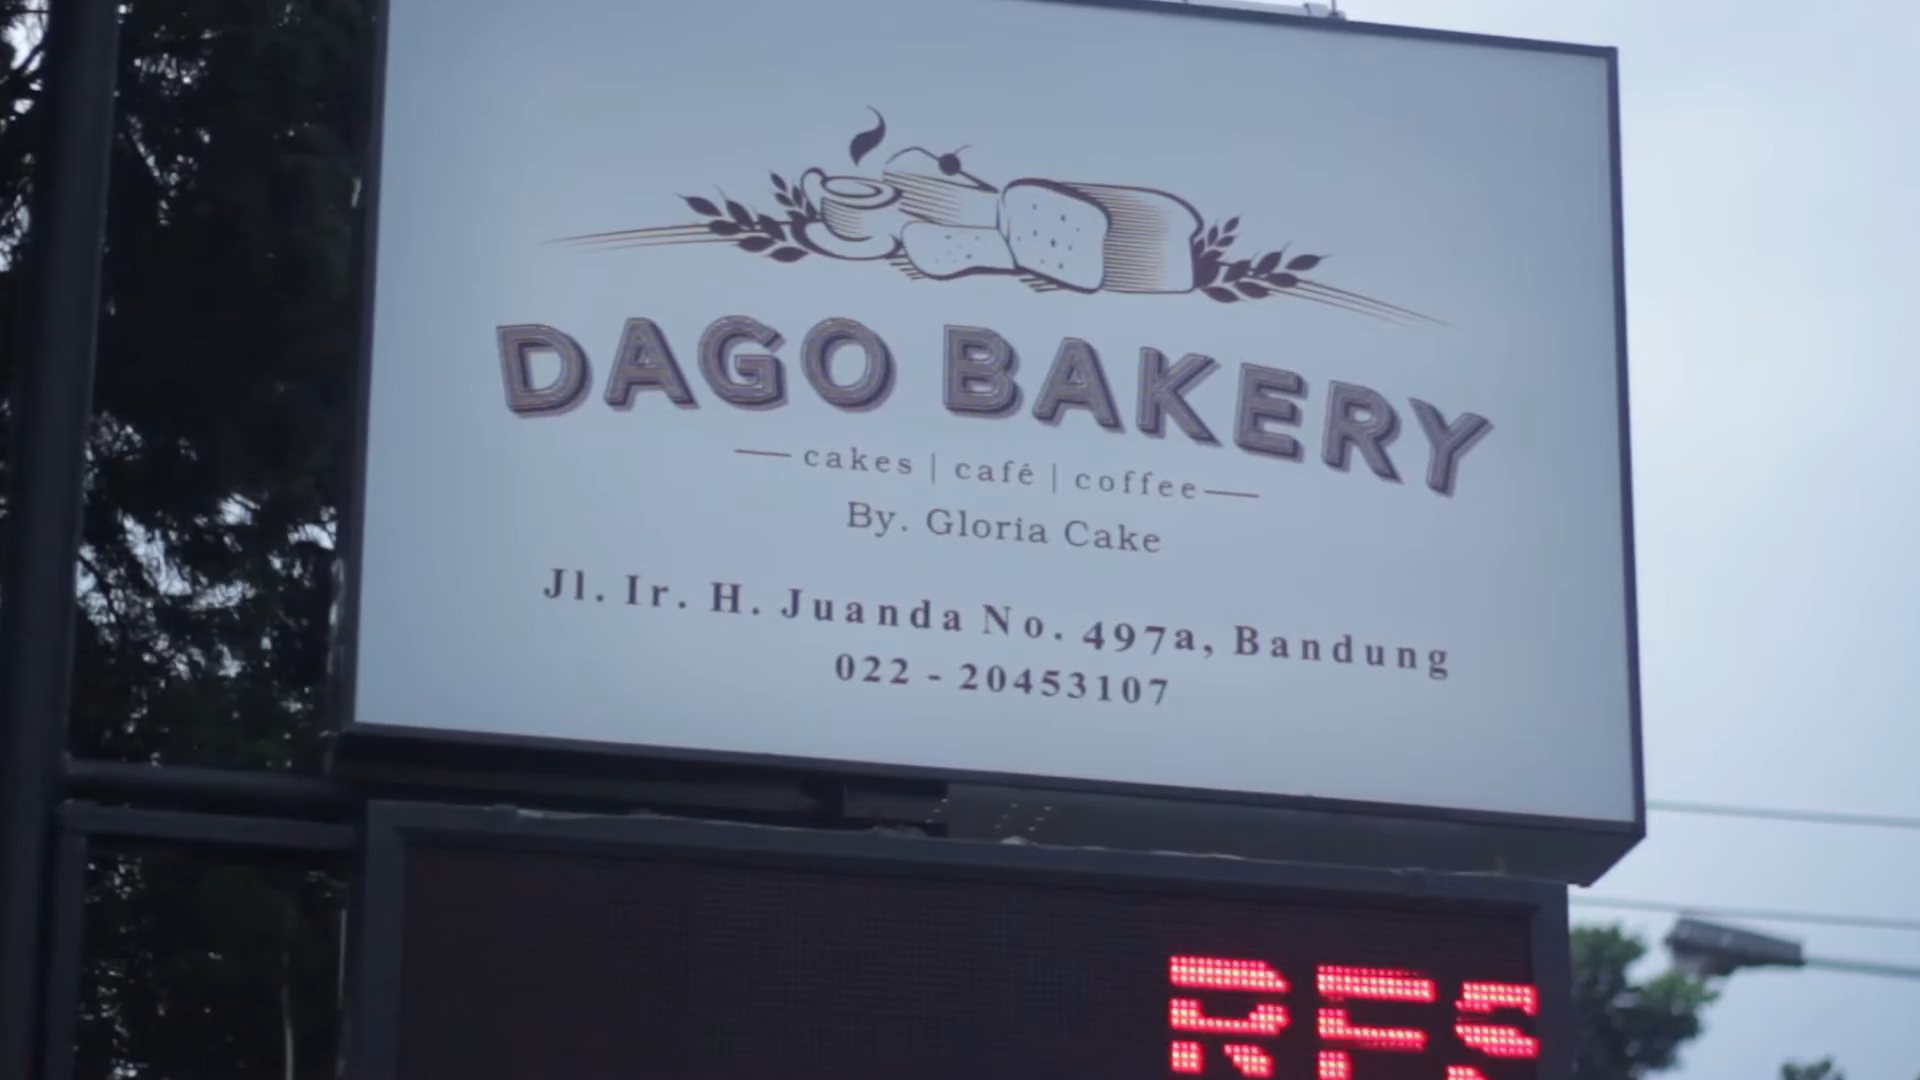 DAGO BAKERY
cakes | café | coffee
By. Gloria Cake
Jl. Ir. H. Juanda No. 497a, Bandung
022 - 20453107